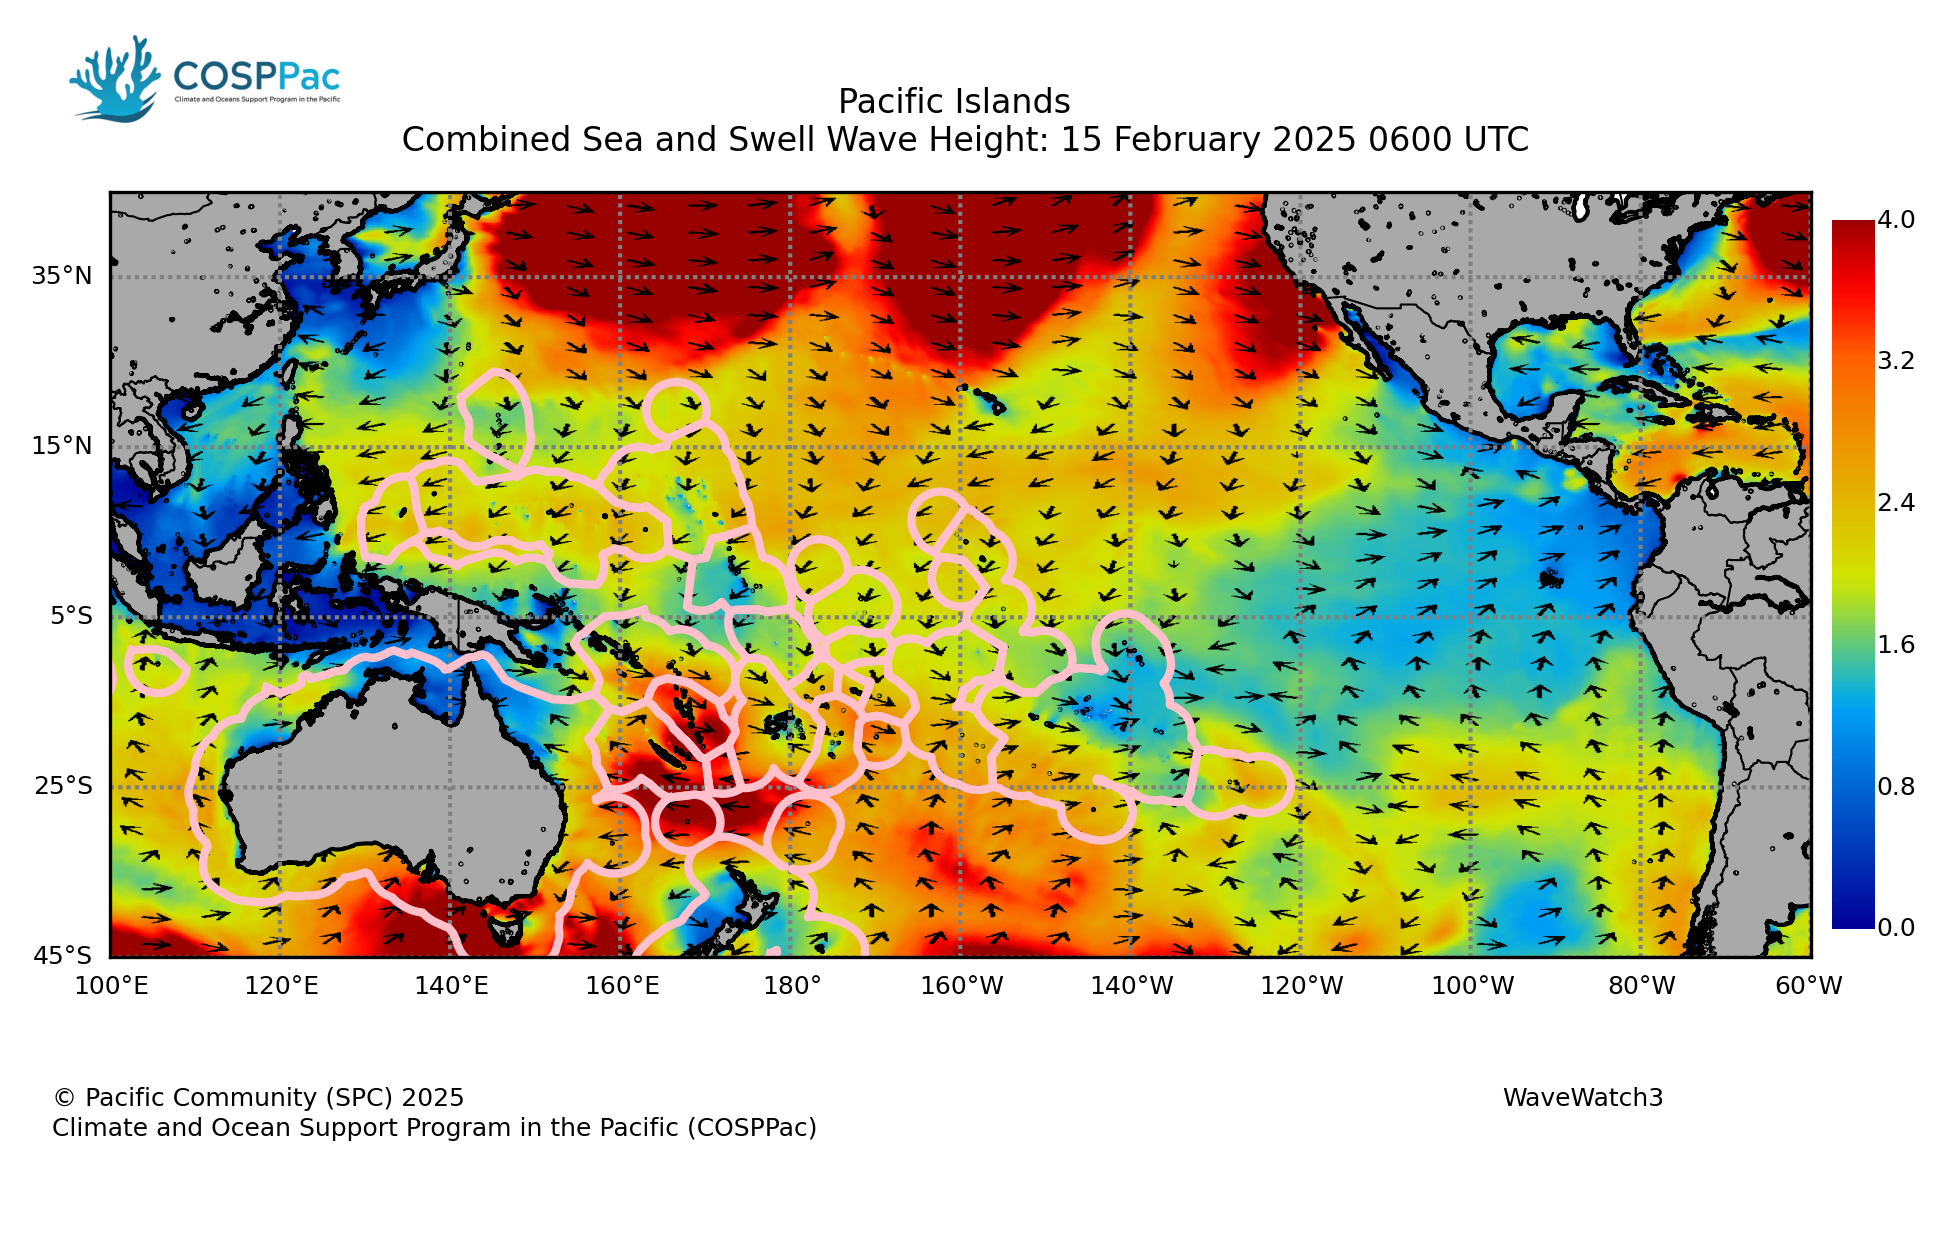 COSPPac
Climate and Oceans Support Program in the Pacific
Pacific Islands
Combined Sea and Swell Wave Height: 15 February 2025 0600 UTC
35°N
15°N
5°S
25°S
45°S
100°E 120°E 140°E 160°E 180° 160°W 140°W 120°W 100°W 80°W 60°W
4.0
3.2
2.4
1.6
0.8
0.0
© Pacific Community (SPC) 2025
Climate and Ocean Support Program in the Pacific (COSPPac)
WaveWatch3